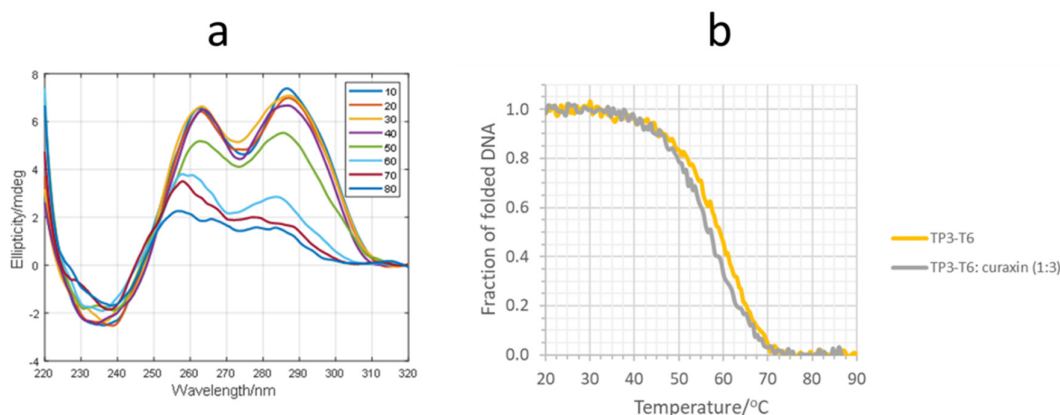 a
b
8
6
4
2
0
-2
-4
220 230 240 250 260 270 280 290 300 310 320
Ellipticity/mdeg
Wavelength/nm
10
20
30
40
50
60
70
80
1.0
0.8
0.6
0.4
0.2
0.0
20 30 40 50 60 70 80 90
Fraction of folded DNA
Temperature/°C
TP3-T6
TP3-T6: curaxin (1:3)